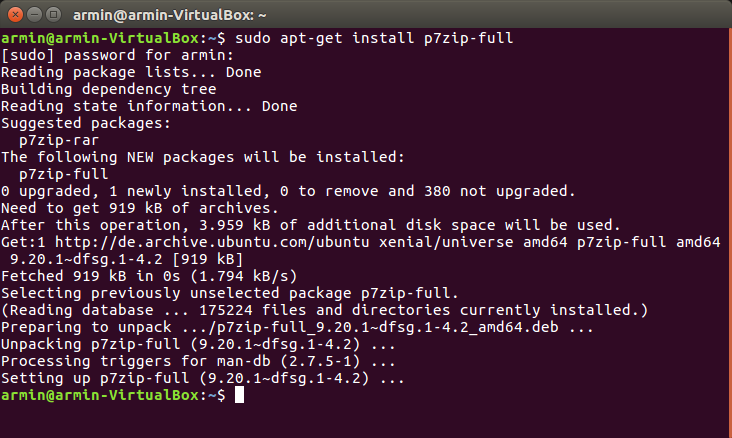 armin@armin-VirtualBox: ~
armin@armin-VirtualBox:~$ sudo apt-get install p7zip-full
[sudo] password for armin:
Reading package lists... Done
Building dependency tree
Reading state information... Done
Suggested packages:
  p7zip-rar
The following NEW packages will be installed:
  p7zip-full
0 upgraded, 1 newly installed, 0 to remove and 380 not upgraded.
Need to get 919 kB of archives.
After this operation, 3.959 kB of additional disk space will be used.
Get:1 http://de.archive.ubuntu.com/ubuntu xenial/universe amd64 p7zip-full amd64
 9.20.1~dfsg.1-4.2 [919 kB]
Fetched 919 kB in 0s (1.794 kB/s)
Selecting previously unselected package p7zip-full.
(Reading database ... 175224 files and directories currently installed.)
Preparing to unpack .../p7zip-full_9.20.1~dfsg.1-4.2_amd64.deb ...
Unpacking p7zip-full (9.20.1~dfsg.1-4.2) ...
Processing triggers for man-db (2.7.5-1) ...
Setting up p7zip-full (9.20.1~dfsg.1-4.2) ...
armin@armin-VirtualBox:~$